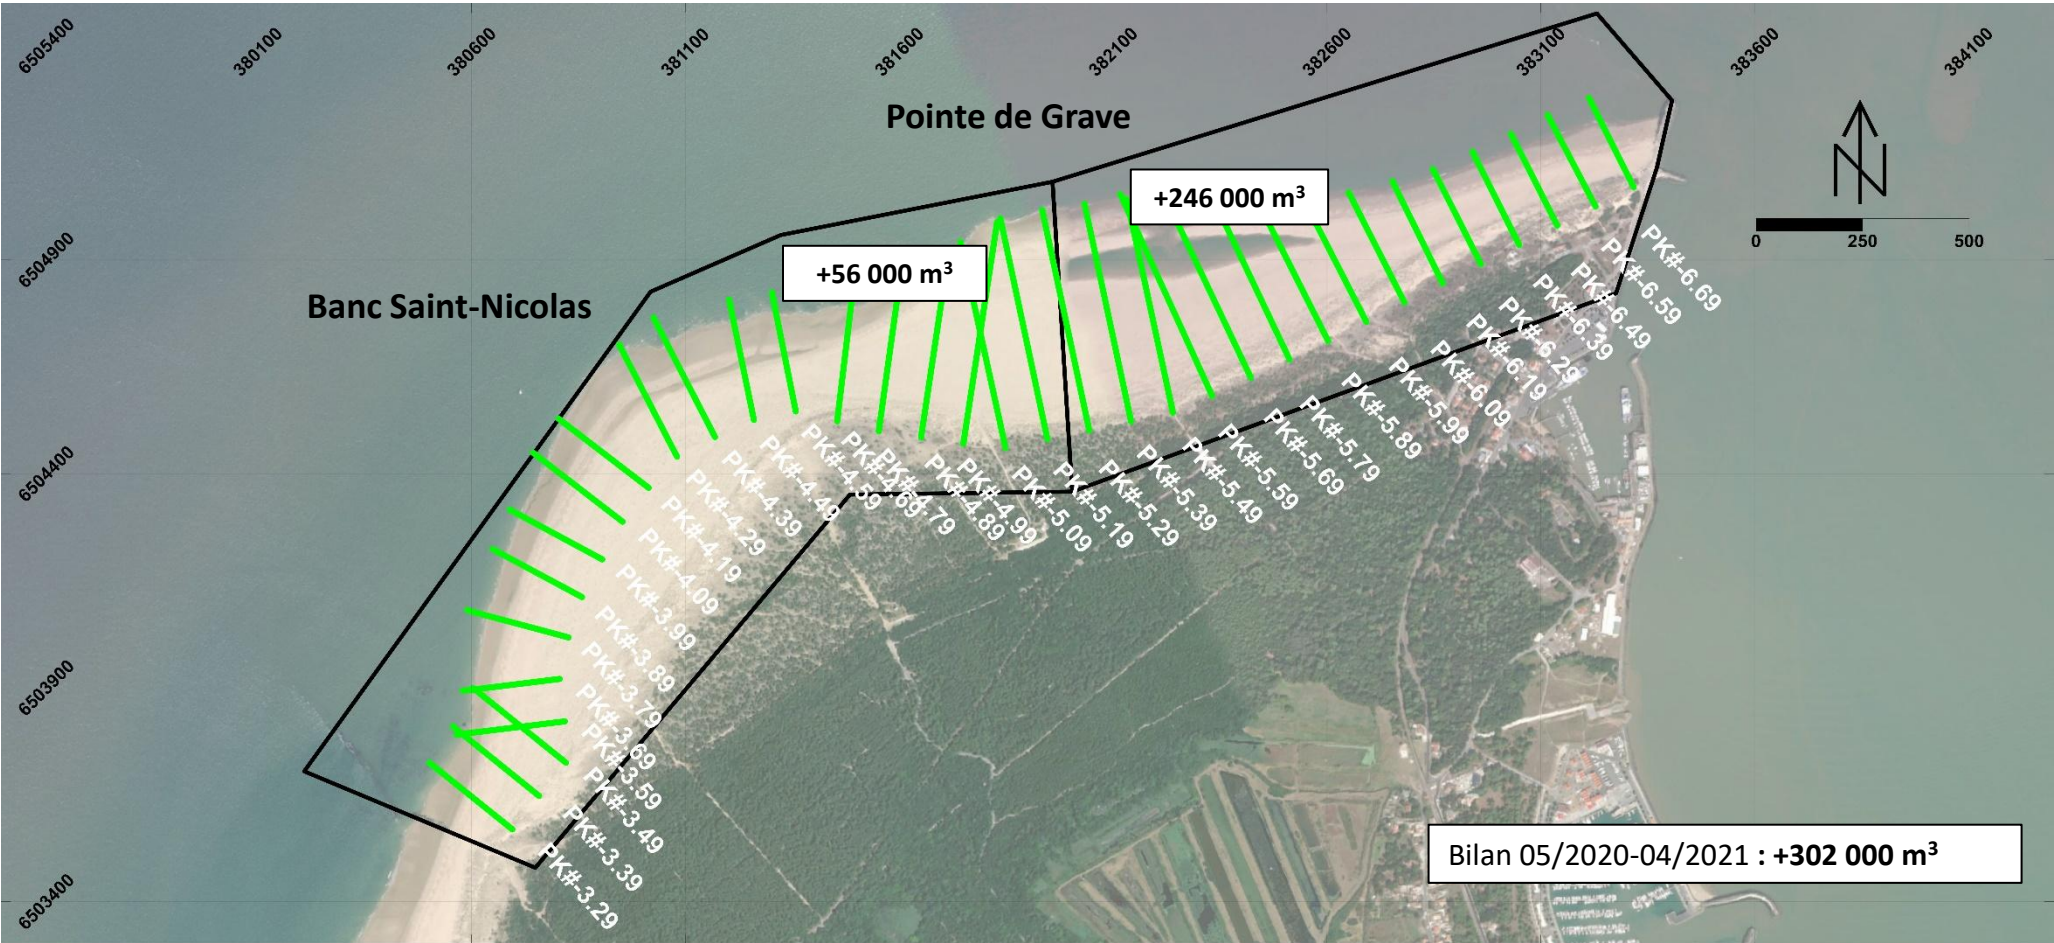 6505400
380100
380600
381100
381600
382100
382600
383100
383600
384100
Pointe de Grave
+246 000 m³
N
0 250 500
6504900
+56 000 m³
Banc Saint-Nicolas
PK#-6.69
PK#-6.59
PK#-6.49
PK#-6.39
PK#-6.29
PK#-6.19
PK#-6.09
PK#-5.99
PK#-5.89
PK#-5.79
PK#-5.69
PK#-5.59
PK#-5.49
PK#-5.39
PK#-5.29
PK#-5.19
PK#-5.09
PK#-4.99
PK#-4.89
PK#-4.79
PK#-4.69
PK#-4.59
PK#-4.49
PK#-4.39
PK#-4.29
PK#-4.19
PK#-4.09
PK#-3.99
PK#-3.89
PK#-3.79
PK#-3.69
PK#-3.59
PK#-3.49
PK#-3.39
PK#-3.29
6504400
6503900
6503400
Bilan 05/2020-04/2021 : +302 000 m³